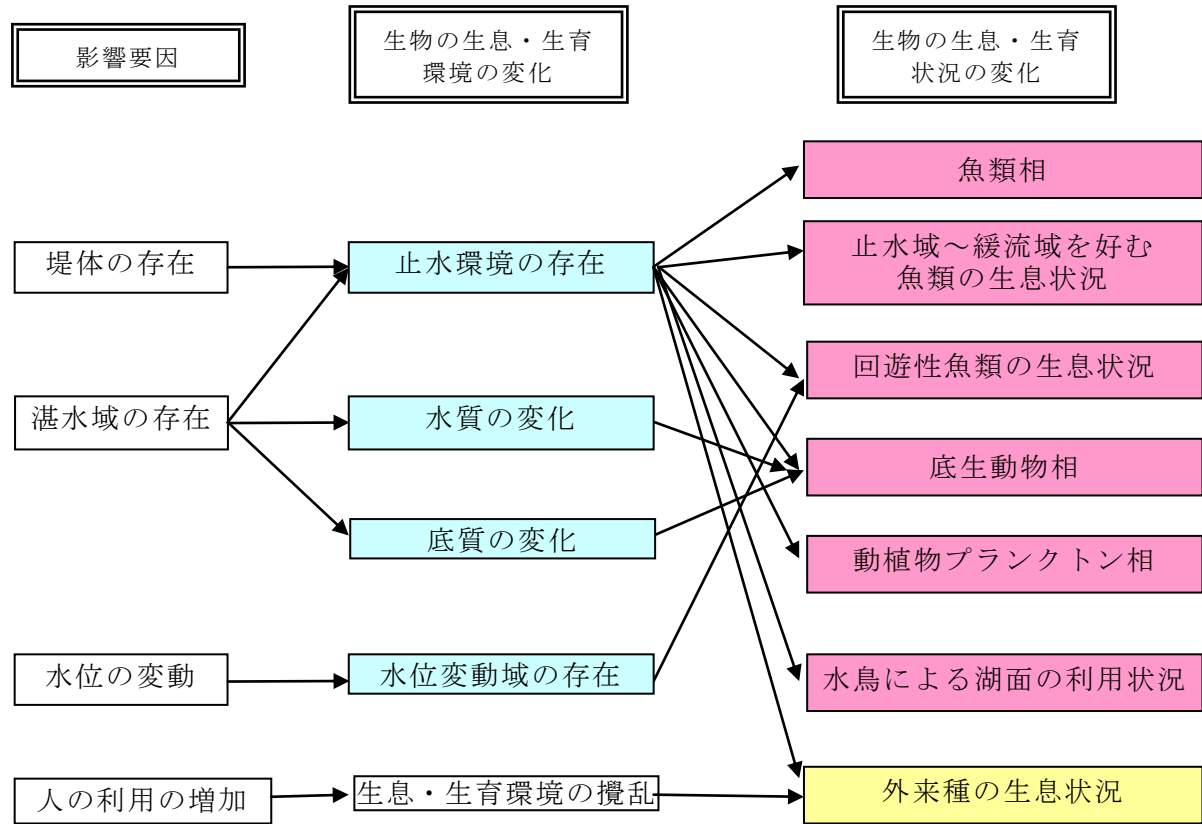 影響要因
生物の生息・生育
環境の変化
生物の生息・生育
状況の変化
魚類相
堤体の存在
止水環境の存在
止水域～緩流域を好む
魚類の生息状況
回遊性魚類の生息状況
湛水域の存在
水質の変化
底生動物相
底質の変化
動植物プランクトン相
水位の変動
水位変動域の存在
水鳥による湖面の利用状況
人の利用の増加
生息・生育環境の攪乱
外来種の生息状況